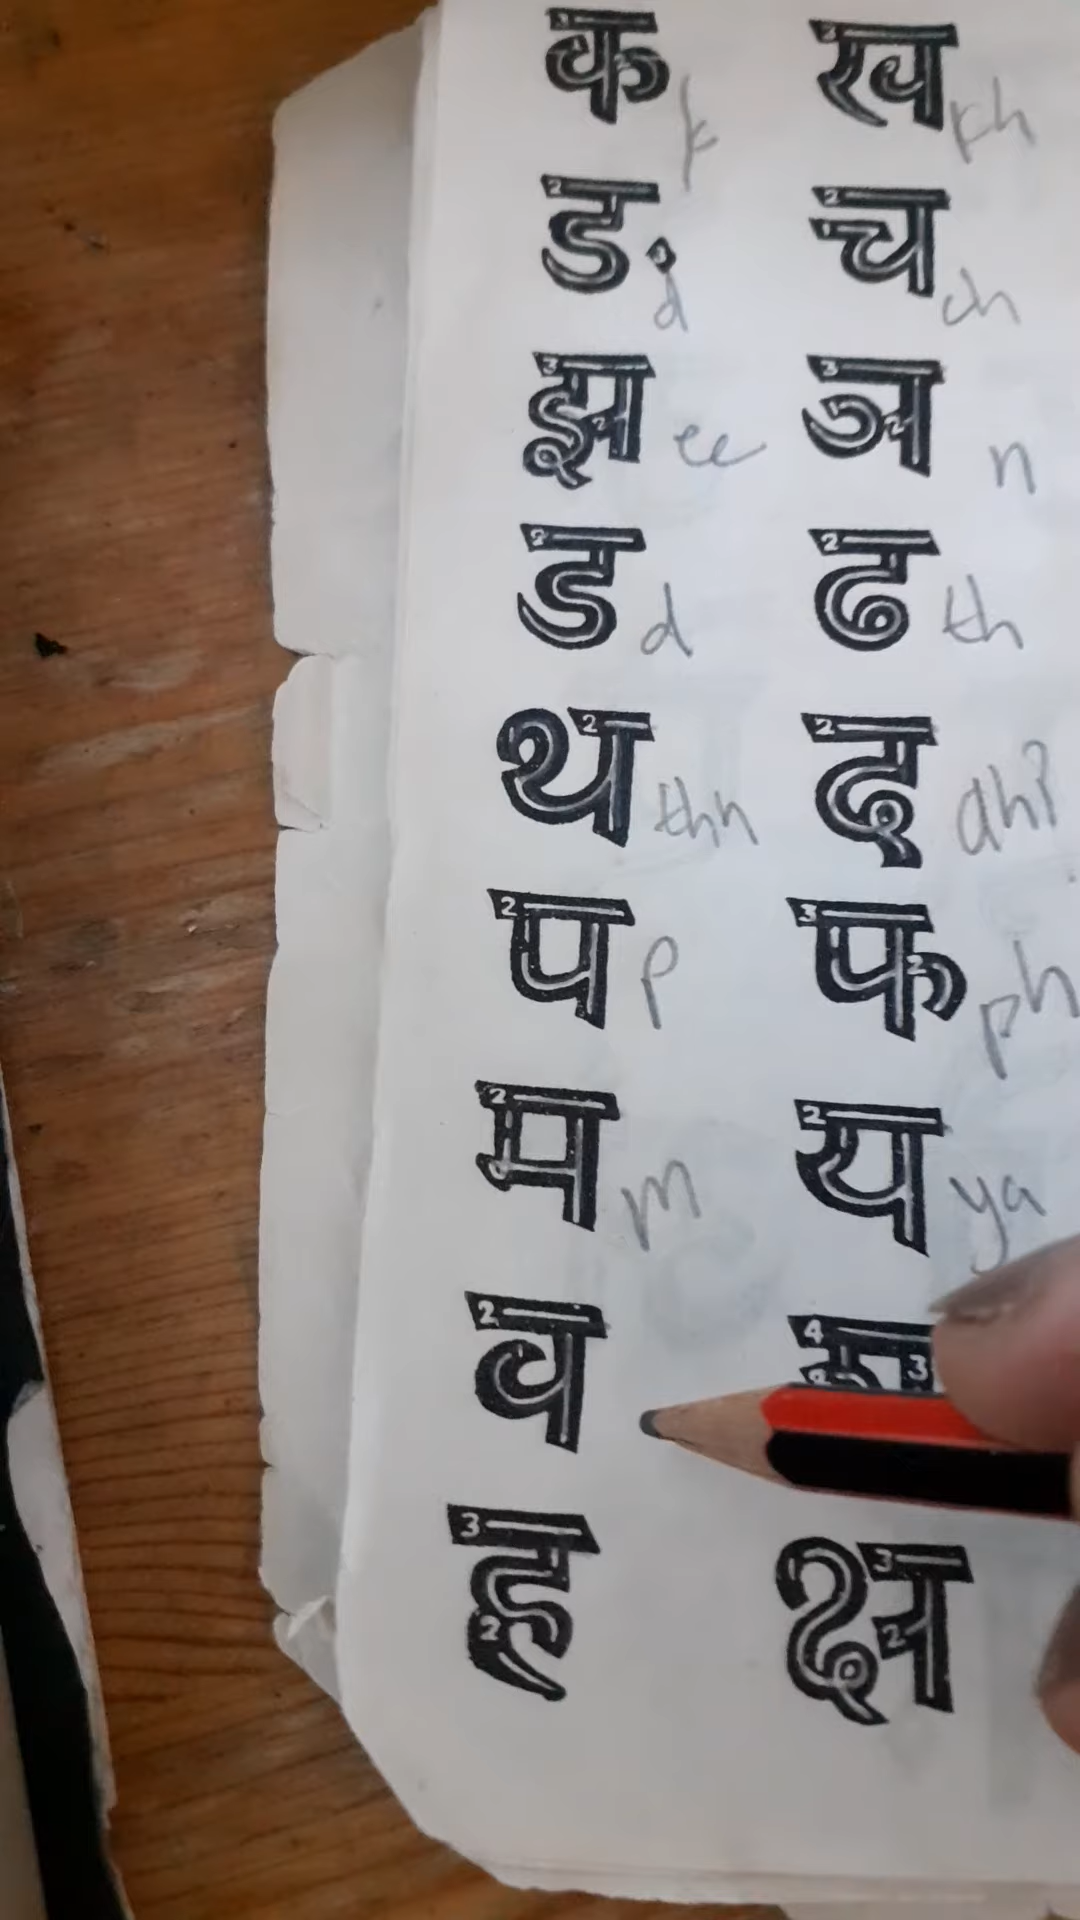 क k ख kh
ङ d च ch
झ ee ञ n
ड d ढ th
थ thh द dh?
प p फ ph
म m य ya
व
ह क्ष